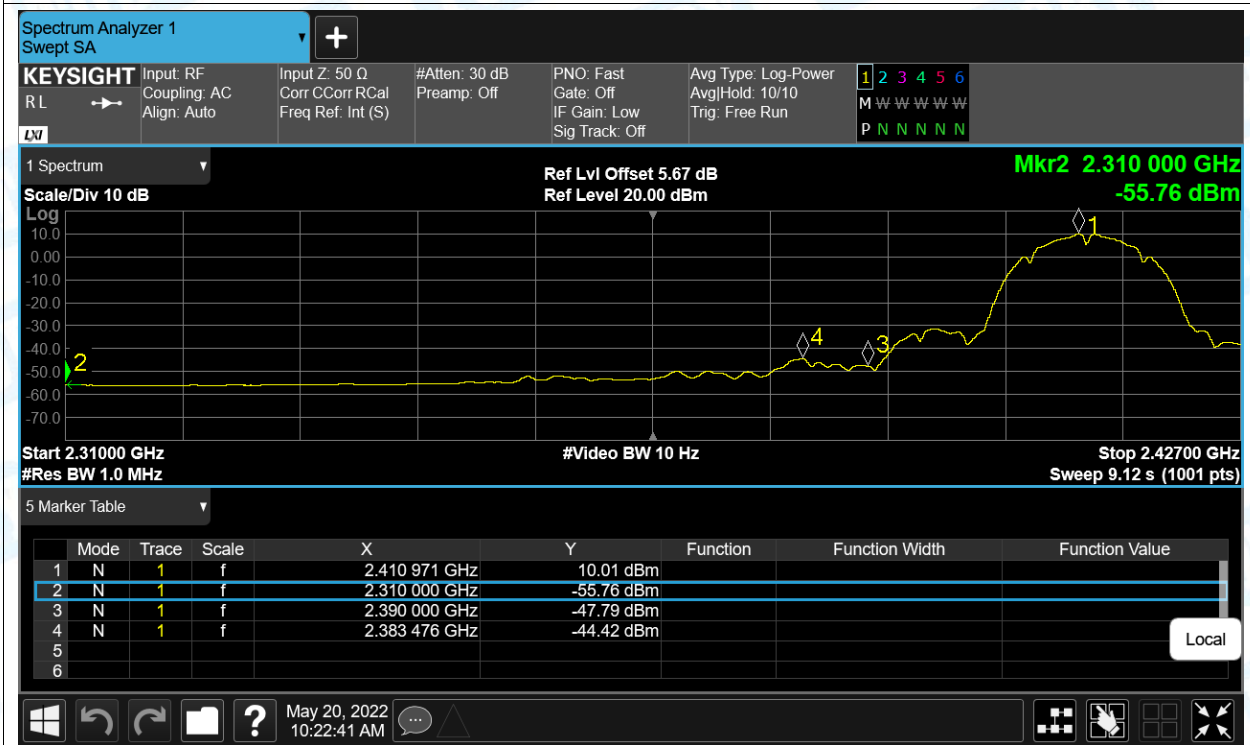 Spectrum Analyzer 1
Swept SA
KEYSIGHT
RL
LXI
Input: RF
Coupling: AC
Align: Auto
Input Z: 50 Ω
Corr CCorr RCal
Freq Ref: Int (S)
#Atten: 30 dB
Preamp: Off
PNO: Fast
Gate: Off
IF Gain: Low
Sig Track: Off
Avg Type: Log-Power
Avg|Hold: 10/10
Trig: Free Run
1 2 3 4 5 6
M W W W W W
P N N N N N
1 Spectrum
Scale/Div 10 dB
Ref Lvl Offset 5.67 dB
Ref Level 20.00 dBm
Mkr2 2.310 000 GHz
-55.76 dBm
Log
10.0
0.00
-10.0
-20.0
-30.0
-40.0
-50.0
-60.0
-70.0
2
4
3
1
Start 2.31000 GHz
#Video BW 10 Hz
Stop 2.42700 GHz
#Res BW 1.0 MHz
Sweep 9.12 s (1001 pts)
5 Marker Table
Mode Trace Scale X Y Function Function Width Function Value
1 N 1 f 2.410 971 GHz 10.01 dBm
2 N 1 f 2.310 000 GHz -55.76 dBm
3 N 1 f 2.390 000 GHz -47.79 dBm
4 N 1 f 2.383 476 GHz -44.42 dBm
5
6
Local
?
May 20, 2022
10:22:41 AM